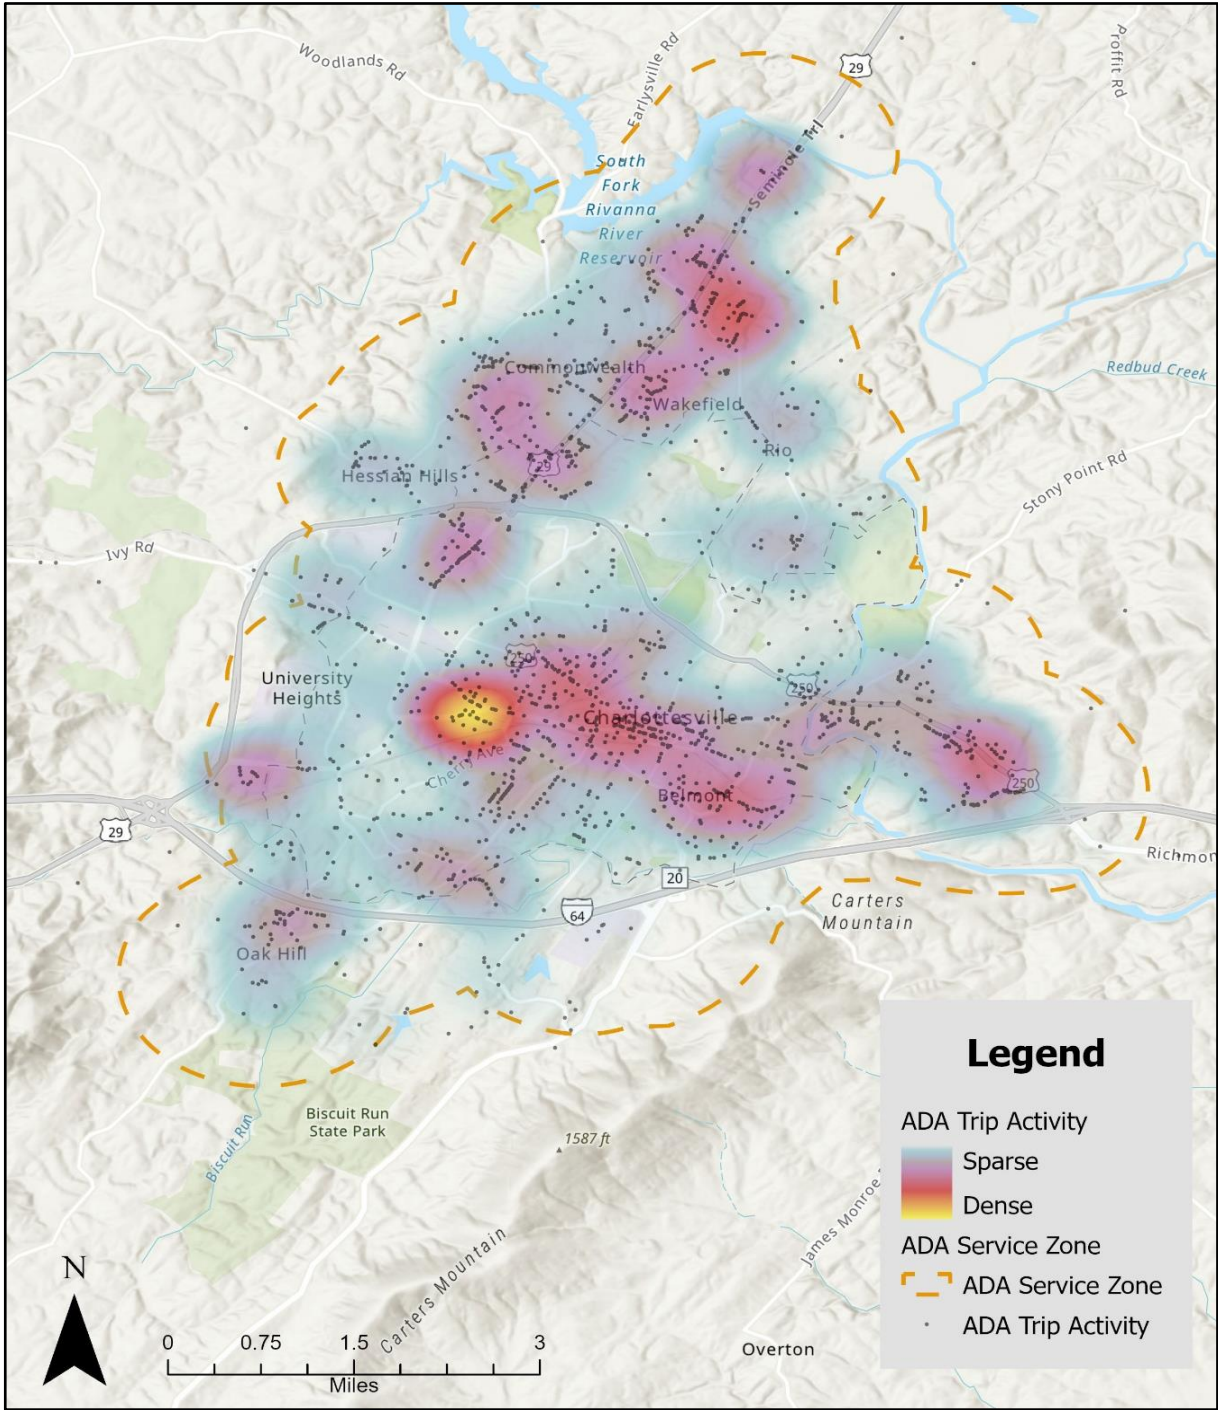 Woodlands Rd
Earlysville Rd
29
Proffit Rd
Seminole Trl
South
Fork
Rivanna
River
Reservoir
Commonwealth
Redbud Creek
Wakefield
Rio
29
Hessian Hills
Stony Point Rd
Ivy Rd
250
University
Heights
250
Charlottesville
Cherry Ave
250
Belmont
29
Richmon
20
64
Carters
Mountain
Oak Hill
Biscuit Run
State Park
Biscuit Run
1587 ft
Carters Mountain
James Monroe
Overton
Legend
ADA Trip Activity
Sparse
Dense
ADA Service Zone
ADA Service Zone
ADA Trip Activity
N
0 0.75 1.5 3
Miles